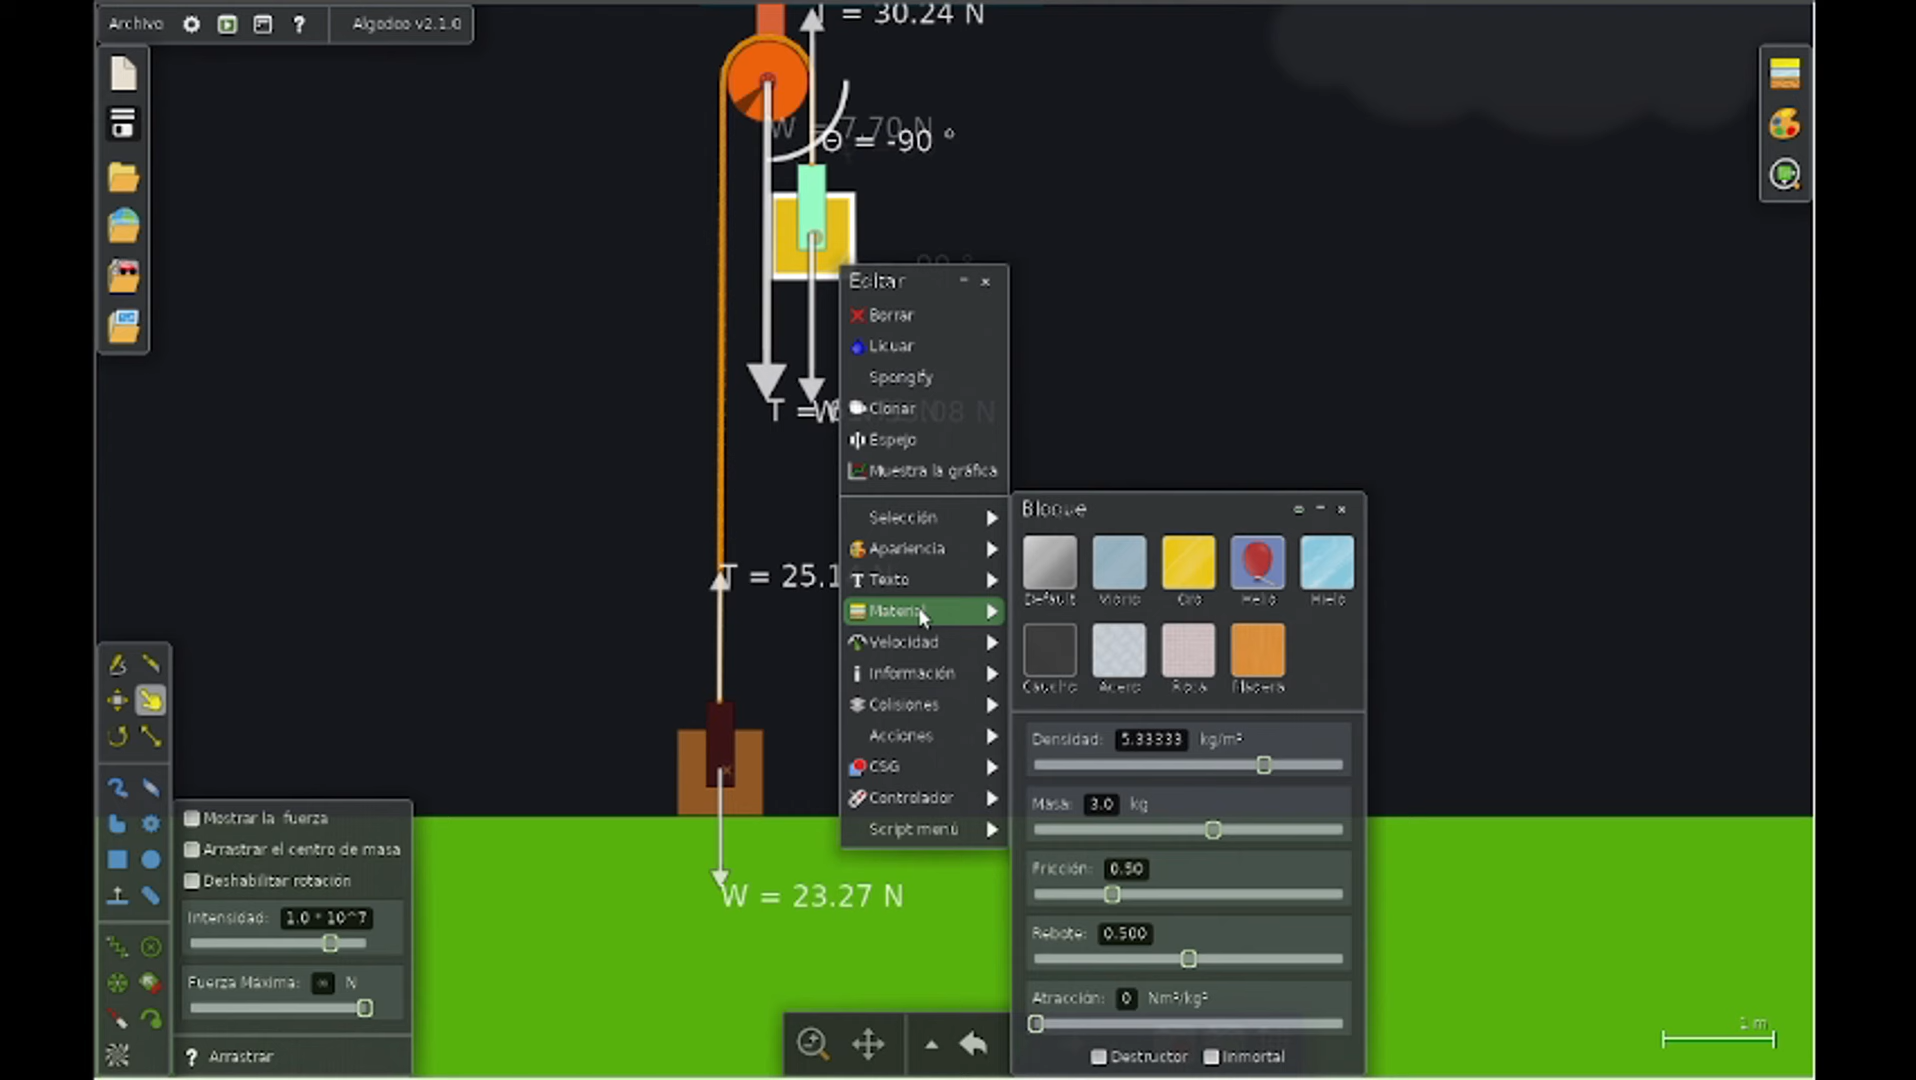 Archivo
?
Algodoo v2.1.0
T = 30.24 N
W = 7.70 N
Θ = -90 °
Editar
Borrar
Licuar
Spongify
Clonar
Espejo
Muestra la gráfica
Selección
Apariencia
Texto
Material
Velocidad
Información
Colisiones
Acciones
CSG
Controlador
Script menú
T = 25.1
W = 23.27 N
Bloque
Default Vidrio Oro Helio Hielo
Caucho Acero Roca Madera
Densidad: 5.33333 kg/m²
Masa: 3.0 kg
Fricción: 0.50
Rebote: 0.500
Atracción: 0 Nm²/kg²
Destructor Inmortal
Mostrar la fuerza
Arrastrar el centro de masa
Deshabilitar rotación
Intensidad: 1.0 * 10^7
Fuerza Máxima: ∞ N
? Arrastrar
1 m